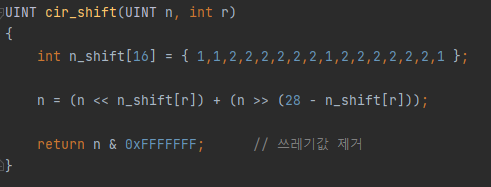 UINT cir_shift(UINT n, int r)
{
int n_shift[16] = { 1,1,2,2,2,2,2,2,1,2,2,2,2,2,2,1 };
n = (n << n_shift[r]) + (n >> (28 - n_shift[r]));
return n & 0xFFFFFFF; // 쓰레기값 제거
}